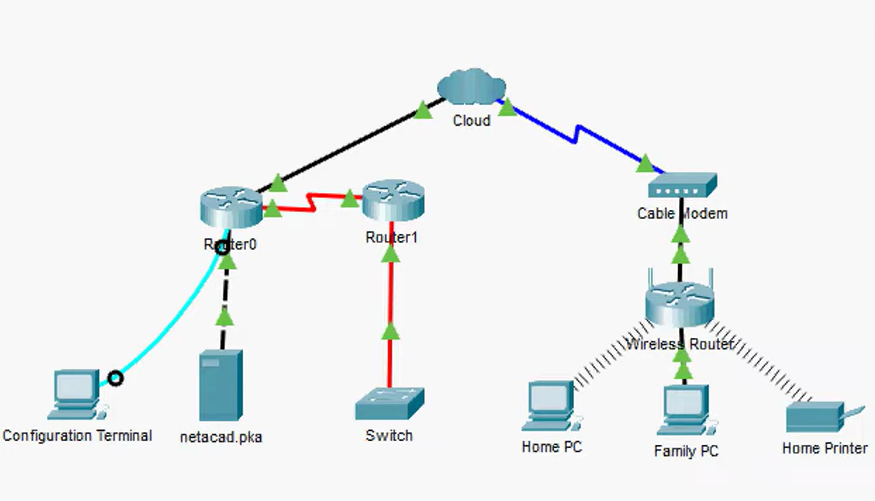 Cloud
Cable Modem
Router0
Router1
Wireless Router
Configuration Terminal
netacad.pka
Switch
Home PC
Family PC
Home Printer